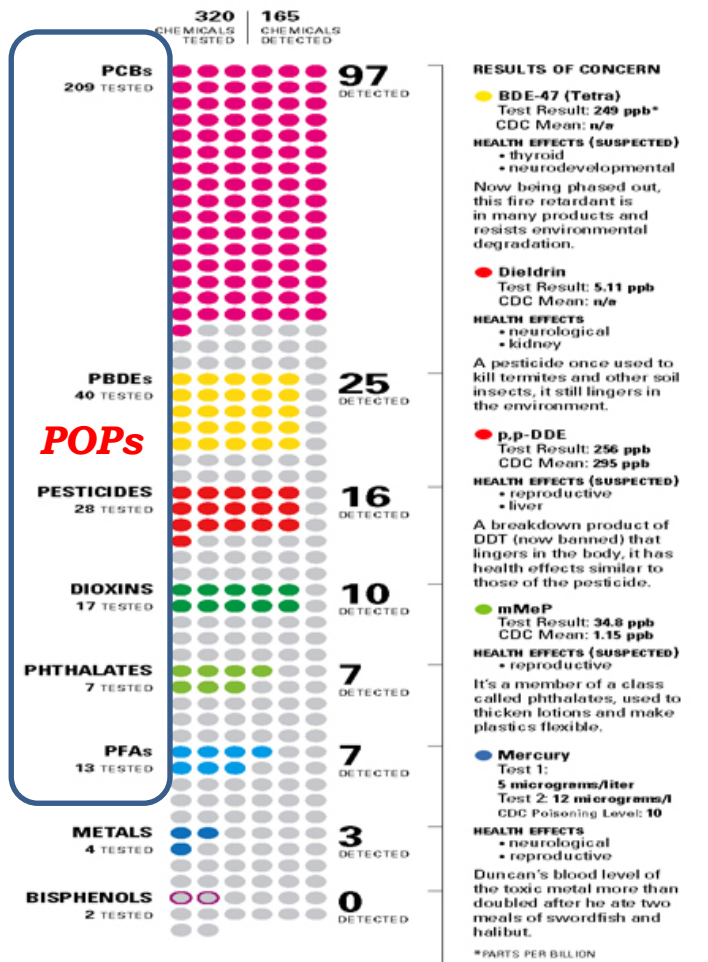 320 | 165
CHEMICALS TESTED
CHEMICALS DETECTED
PCBs
209 TESTED
97
DETECTED
PBDEs
40 TESTED
25
DETECTED
POPs
PESTICIDES
28 TESTED
16
DETECTED
DIOXINS
17 TESTED
10
DETECTED
PHTHALATES
7 TESTED
7
DETECTED
PFAs
13 TESTED
7
DETECTED
METALS
4 TESTED
3
DETECTED
BISPHENOLS
2 TESTED
0
DETECTED
RESULTS OF CONCERN
BDE-47 (Tetra)
Test Result: 249 ppb*
CDC Mean: n/a
HEALTH EFFECTS (SUSPECTED)
• thyroid
• neurodevelopmental
Now being phased out,
this fire retardant is
in many products and
resists environmental
degradation.
Dieldrin
Test Result: 5.11 ppb
CDC Mean: n/a
HEALTH EFFECTS
• neurological
• kidney
A pesticide once used to
kill termites and other soil
insects, it still lingers in
the environment.
p,p-DDE
Test Result: 256 ppb
CDC Mean: 295 ppb
HEALTH EFFECTS (SUSPECTED)
• reproductive
• liver
A breakdown product of
DDT (now banned) that
lingers in the body, it has
health effects similar to
those of the pesticide.
mMeP
Test Result: 34.8 ppb
CDC Mean: 1.15 ppb
HEALTH EFFECTS (SUSPECTED)
• reproductive
It's a member of a class
called phthalates, used to
thicken lotions and make
plastics flexible.
Mercury
Test 1:
5 micrograms/liter
Test 2: 12 micrograms/l
CDC Poisoning Level: 10
HEALTH EFFECTS
• neurological
• reproductive
Duncan's blood level of
the toxic metal more than
doubled after he ate two
meals of swordfish and
halibut.
*PARTS PER BILLION